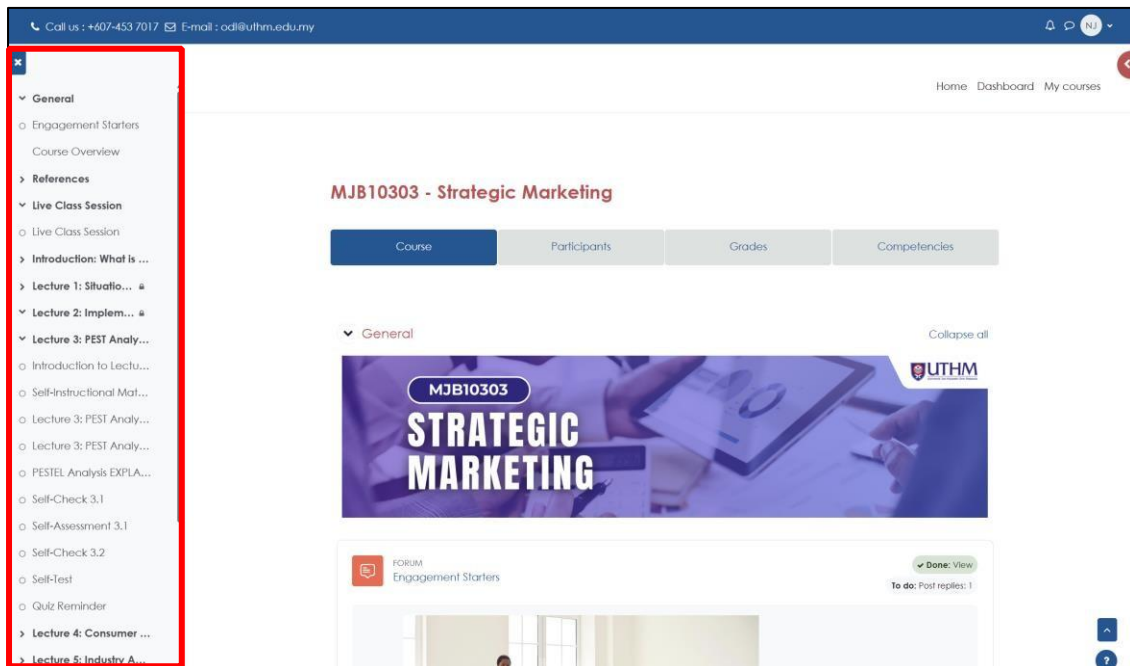 Call us : +607-453 7017 E-mail : odl@uthm.edu.my
NJ
Home Dashboard My courses
General
Engagement Starters
Course Overview
References
Live Class Session
Live Class Session
Introduction: What is ...
Lecture 1: Situatio...
Lecture 2: Implem...
Lecture 3: PEST Analy...
Introduction to Lectu...
Self-Instructional Mat...
Lecture 3: PEST Analy...
Lecture 3: PEST Analy...
PESTEL Analysis EXPLA...
Self-Check 3.1
Self-Assessment 3.1
Self-Check 3.2
Self-Test
Quiz Reminder
Lecture 4: Consumer ...
Lecture 5: Industry A...
MJB10303 - Strategic Marketing
Course Participants Grades Competencies
General
Collapse all
UTHM
MJB10303
STRATEGIC
MARKETING
FORUM
Engagement Starters
Done: View
To do: Post replies: 1
?